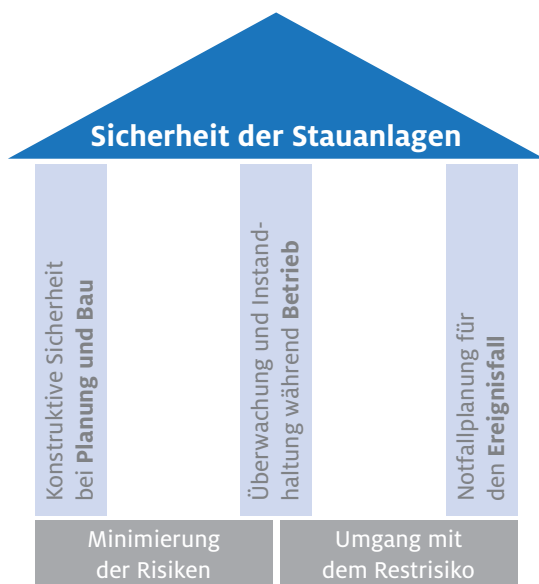 Sicherheit der Stauanlagen
Konstruktive Sicherheit
bei Planung und Bau
Überwachung und Instand-
haltung während Betrieb
Notfallplanung für
den Ereignisfall
Minimierung
der Risiken
Umgang mit
dem Restrisiko